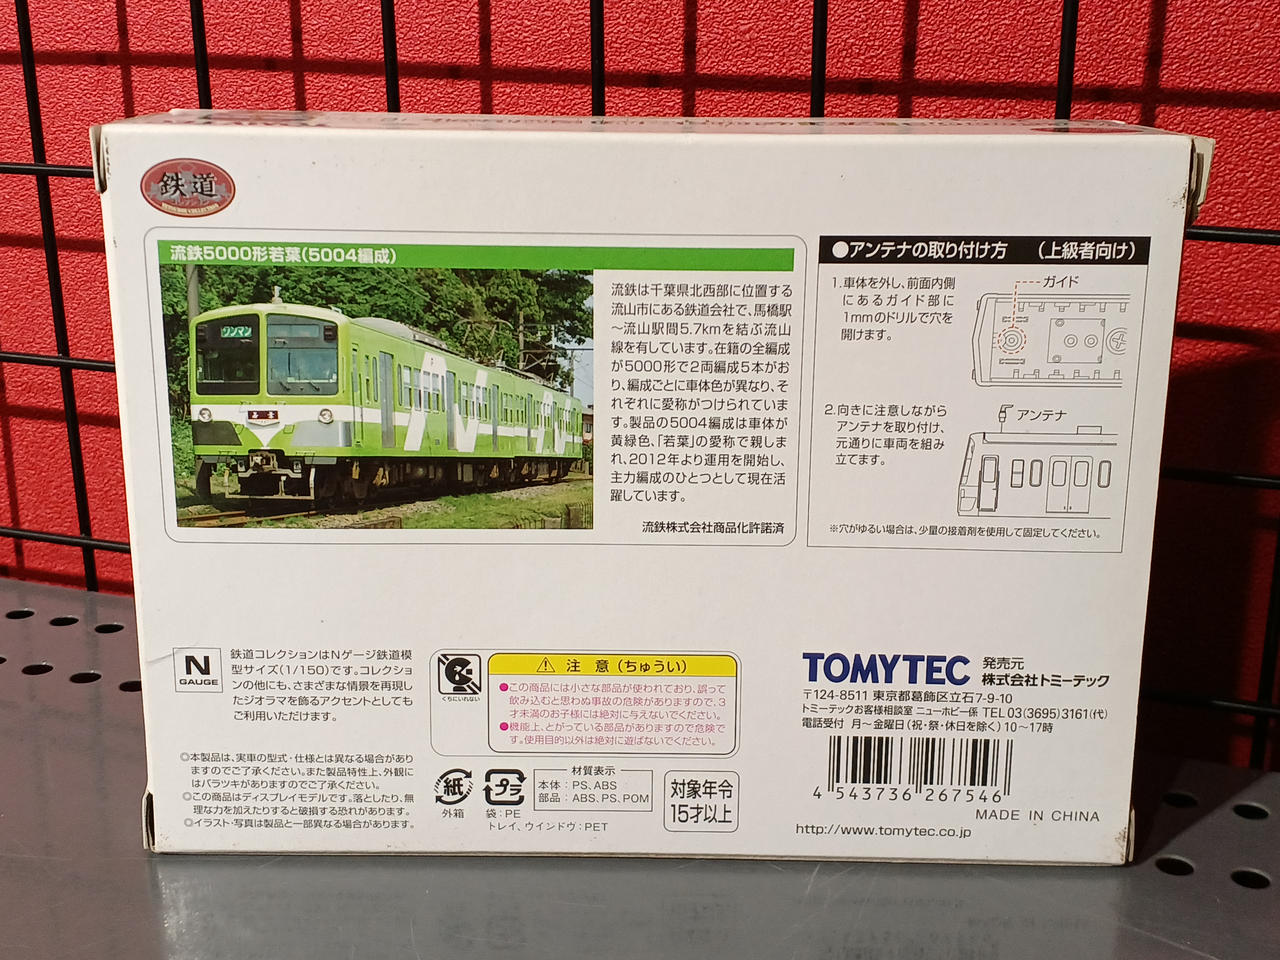 鉄道
流鉄5000形若葉(5004編成)
ワンマン
若葉
流鉄は千葉県北西部に位置する
流山市にある鉄道会社で、馬橋駅
～流山駅間5.7kmを結ぶ流山
線を有しています。在籍の全編成
が5000形で2両編成5本がお
り、編成ごとに車体色が異なり、そ
れぞれに愛称がつけられていま
す。製品の5004編成は車体が
黄緑色、「若葉」の愛称で親しま
れ、2012年より運用を開始し、
主力編成のひとつとして現在活
躍しています。
流鉄株式会社商品化許諾済
●アンテナの取り付け方 (上級者向け)
1.車体を外し、前面内側
にあるガイド部に
1mmのドリルで穴を
開けます。
ガイド
2.向きに注意しながら
アンテナを取り付け、
元通りに車両を組み
立てます。
アンテナ
※穴がゆるい場合は、少量の接着剤を使用して固定してください。
N
GAUGE
鉄道コレクションはNゲージ鉄道模
型サイズ(1/150)です。コレクショ
ンの他にも、さまざまな情景を再現し
たジオラマを飾るアクセントとしても
ご利用いただけます。
◎本製品は、実車の型式・仕様とは異なる場合があり
ますのでご了承ください。また製品特性上、外観に
はバラツキがありますのでご了承ください。
◎この商品はディスプレイモデルです。落としたり、無
理な力を加えたりすると破損する恐れがあります。
◎イラスト・写真は製品と一部異なる場合があります。
くちにいれない
注 意 (ちゅうい)
●この商品には小さな部品が使われており、誤って
飲み込むと思わぬ事故の危険がありますので、3
才未満のお子様には絶対に与えないでください。
●機能上、とがっている部品がありますので危険で
す。使用目的以外は絶対に遊ばないでください。
紙
外箱
プラ
袋:PE
トレイ、ウインドウ:PET
材質表示
本体:PS,ABS
部品:ABS,PS,POM
対象年令
15才以上
TOMYTEC 発売元
株式会社トミーテック
〒124-8511 東京都葛飾区立石7-9-10
トミーテックお客様相談室 ニューホビー係 TEL 03(3695)3161(代)
電話受付 月～金曜日(祝・祭・休日を除く)10～17時
4 543736 267546
MADE IN CHINA
http://www.tomytec.co.jp